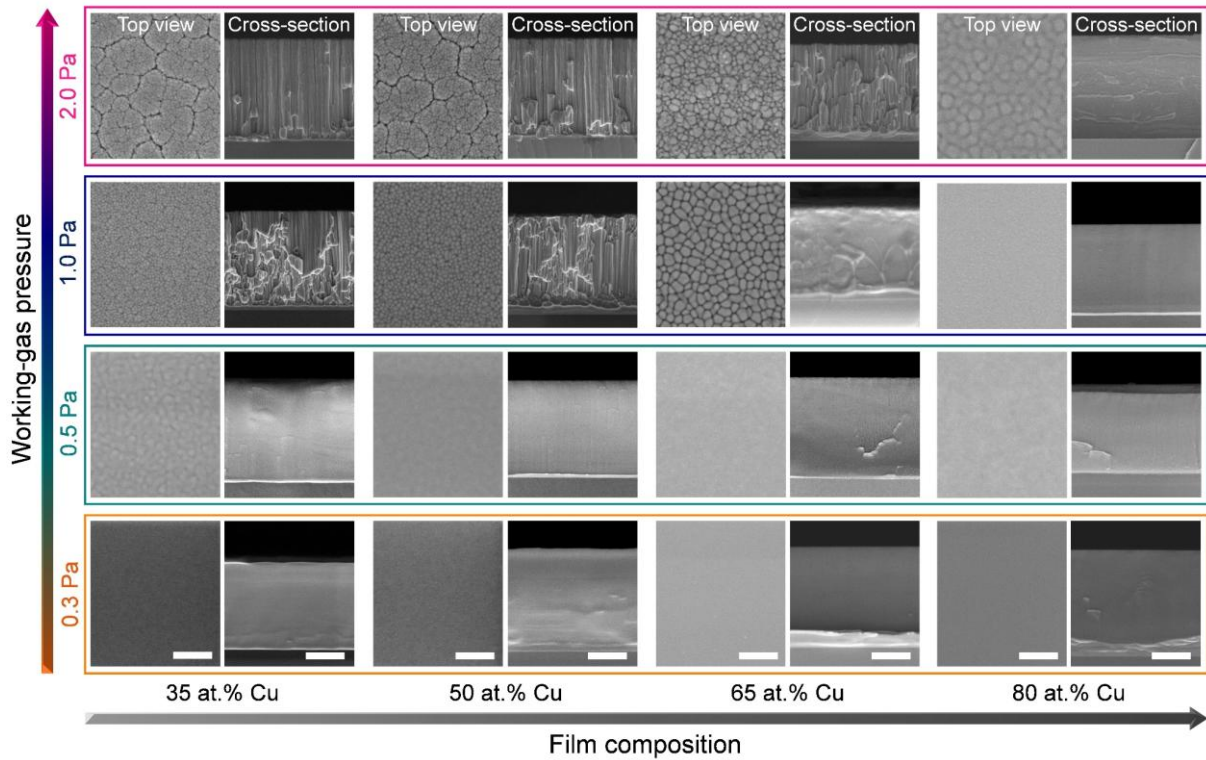 Top view Cross-section Top view Cross-section Top view Cross-section Top view Cross-section
2.0 Pa
1.0 Pa
0.5 Pa
0.3 Pa
Working-gas pressure
35 at.% Cu 50 at.% Cu 65 at.% Cu 80 at.% Cu
Film composition